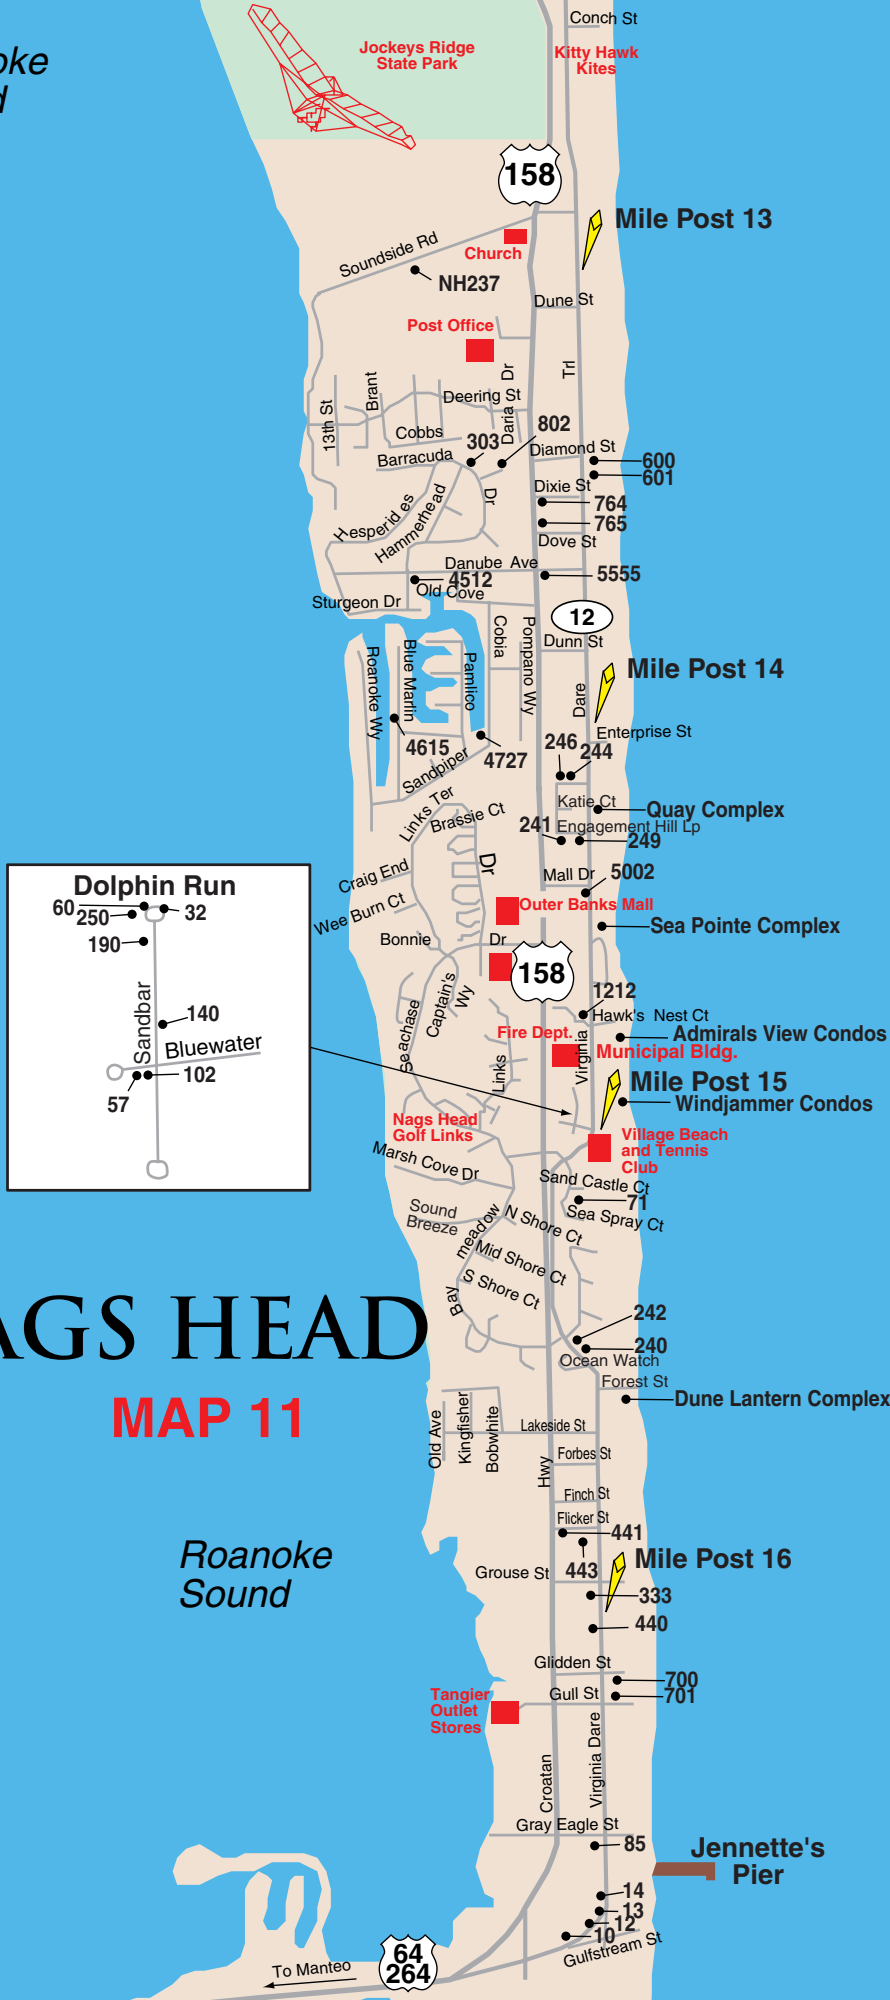 Conch St
Jockeys Ridge
State Park
Kitty Hawk
Kites
oke
d
158
Mile Post 13
Soundside Rd
Church
NH237
Dune St
Post Office
Trl
Dr
Brant
Deering St
13th St
Daria
Cobbs
802
303
Diamond St
Barracuda
600
601
Dixie St
Dr
764
Hesperides
Hammerhead
765
Dove St
Danube Ave
5555
4512
Old Cove
Sturgeon Dr
12
Cobia
Pompano Wy
Dunn St
Roanoke Wy
Blue Marlin
Pamlico
Mile Post 14
Dare
Enterprise St
246
244
4615
4727
Sandpiper
Katie Ct
Quay Complex
Links Ter
Brassie Ct
241
Engagement Hill Lp
249
Dr
Mall Dr
5002
Craig End
Outer Banks Mall
Wee Burn Ct
Sea Pointe Complex
Bonnie
Dr
158
Captain's
Wy
1212
Hawk's Nest Ct
Seachase
Fire Dept.
Admirals View Condos
Virginia
Municipal Bldg.
Links
Mile Post 15
Windjammer Condos
Nags Head
Golf Links
Village Beach
and Tennis
Club
Marsh Cove Dr
Sand Castle Ct
71
Sound
Breeze
Sea Spray Ct
N Shore Ct
meadow
Mid Shore Ct
S Shore Ct
Bay
Dolphin Run
60
32
250
190
140
Sandbar
Bluewater
102
57
AGS HEAD
MAP 11
242
240
Ocean Watch
Forest St
Dune Lantern Complex
Old Ave
Kingfisher
Bobwhite
Lakeside St
Forbes St
Hwy
Finch St
Flicker St
441
443
Roanoke
Sound
Mile Post 16
Grouse St
333
440
Glidden St
700
Gull St
701
Tangier
Outlet
Stores
Croatan
Virginia Dare
Gray Eagle St
85
Jennette's
Pier
14
13
12
10
Gulfstream St
64
264
To Manteo